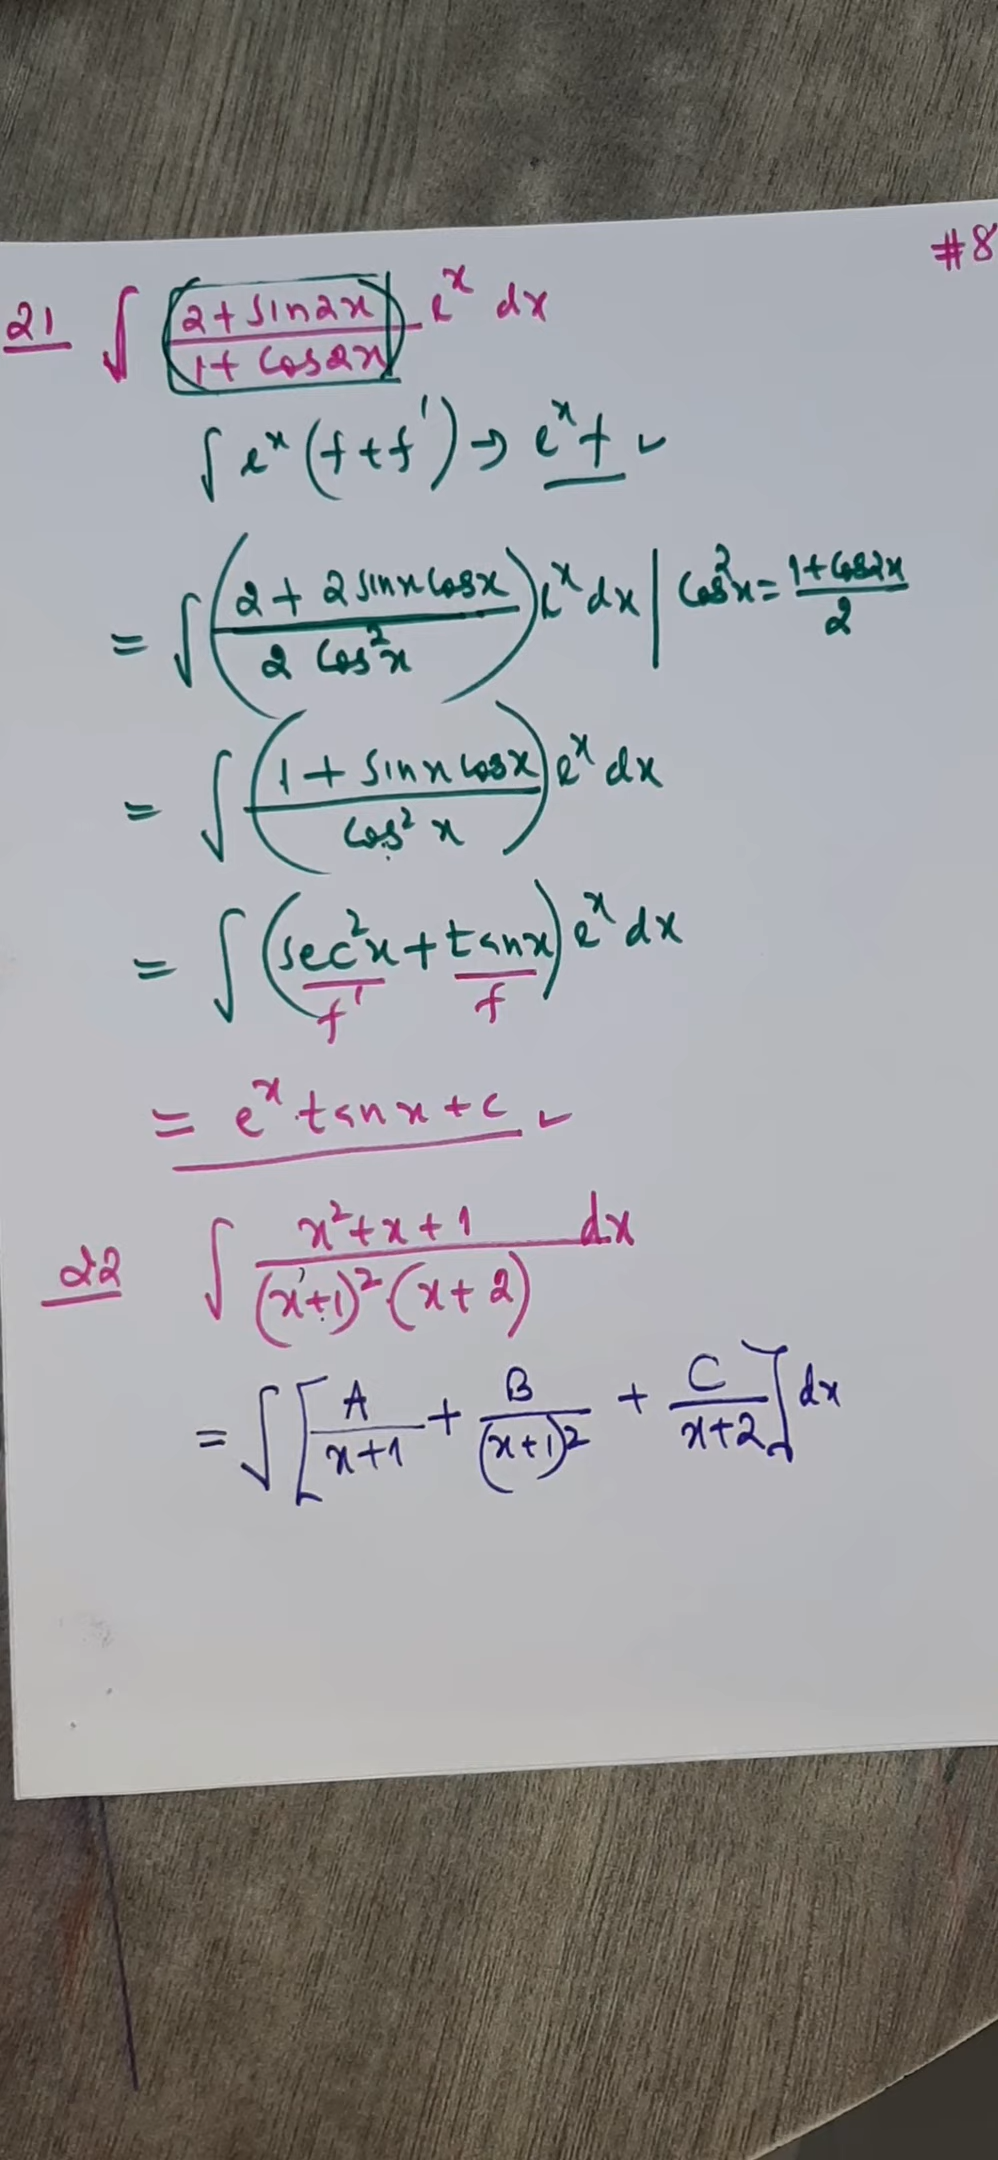 #8
21 ∫ (2 + sin2x / 1 + cos2x) e^x dx
∫ e^x (f + f') → e^x f ✓
= ∫ (2 + 2 sinx cosx / 2 cos²x) e^x dx | cos²x = 1 + cos2x / 2
= ∫ (1 + sinx cosx / cos²x) e^x dx
= ∫ (sec²x + tanx) e^x dx
f' f
= e^x . tanx + c ✓
22 ∫ x² + x + 1 / (x+1)² (x+2) dx
= ∫ [A / x+1 + B / (x+1)² + C / x+2] dx